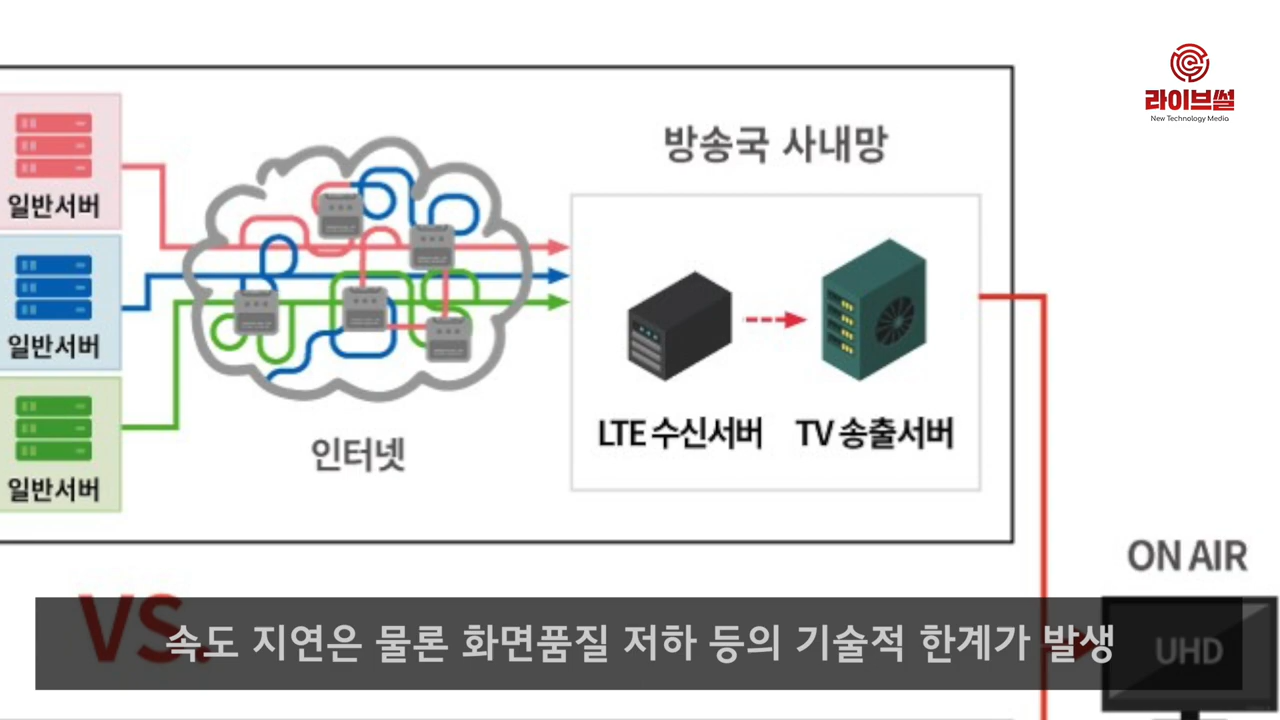 라이브썰
New Technology Media
방송국 사내망
일반서버
일반서버
일반서버
인터넷
LTE 수신서버
TV 송출서버
ON AIR
UHD
VS.
속도 지연은 물론 화면품질 저하 등의 기술적 한계가 발생